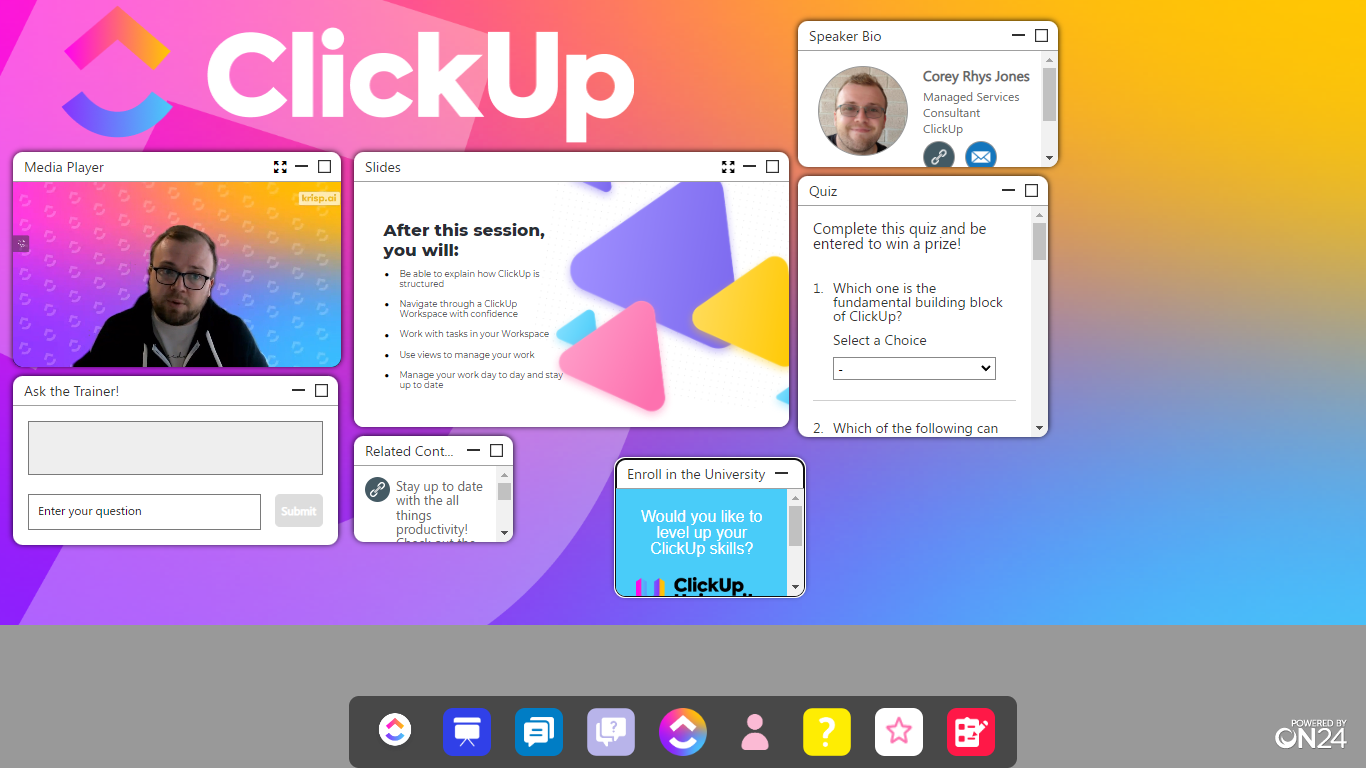 ClickUp
Speaker Bio
Corey Rhys Jones
Managed Services
Consultant
ClickUp
Media Player
krisp.ai
Slides
After this session,
you will:
• Be able to explain how ClickUp is
structured
• Navigate through a ClickUp
Workspace with confidence
• Work with tasks in your Workspace
• Use views to manage your work
• Manage your work day to day and stay
up to date
Quiz
Complete this quiz and be
entered to win a prize!
1. Which one is the
fundamental building block
of ClickUp?
Select a Choice
-
2. Which of the following can
Ask the Trainer!
Enter your question
Submit
Related Cont...
Stay up to date
with the all
things
productivity!
Check out the
Enroll in the University
Would you like to
level up your
ClickUp skills?
ClickUp
POWERED BY
ON24